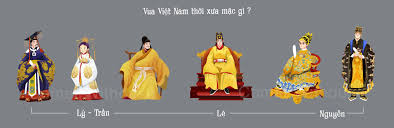 Vua Việt Nam thời xưa mặc gì ?
Lý - Trần
Lê
Nguyễn